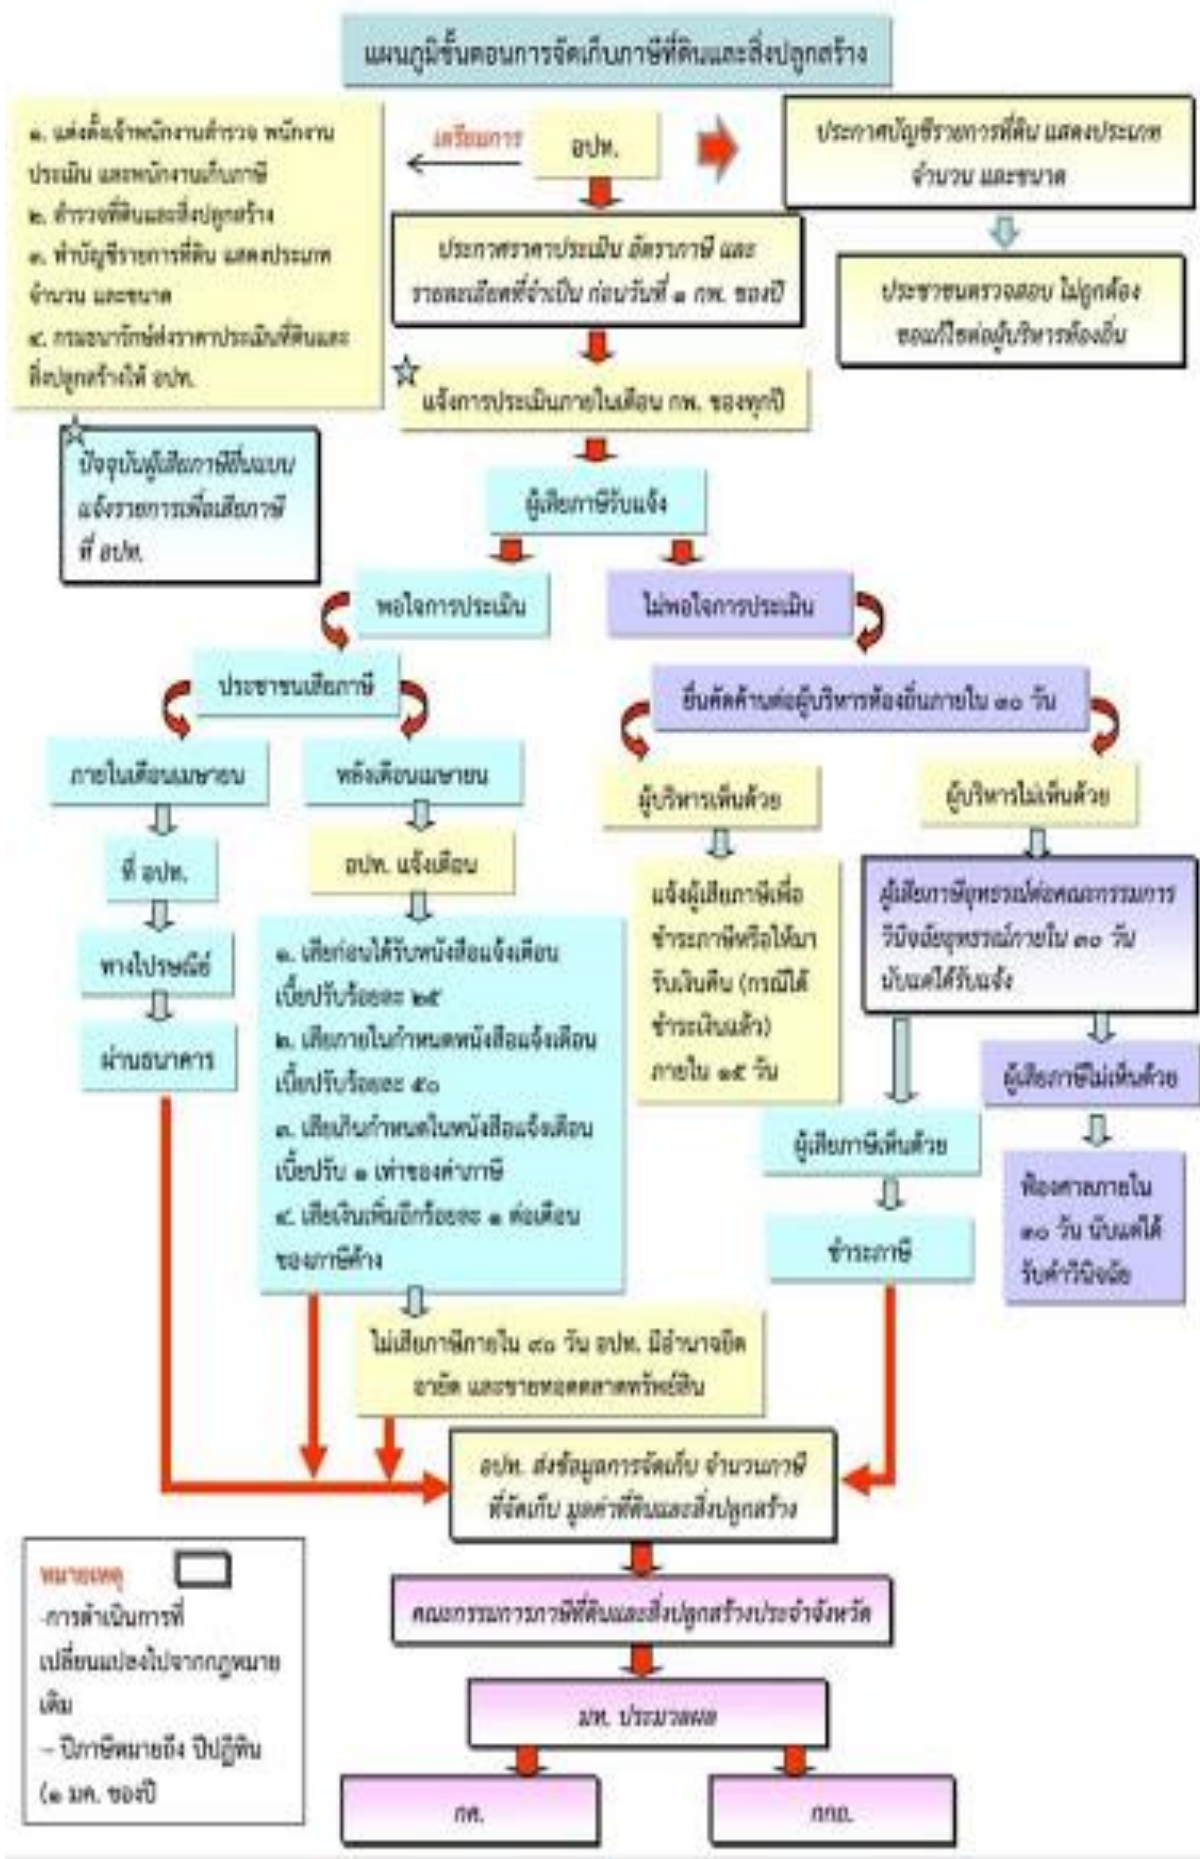 แผนภูมิขั้นตอนการจัดเก็บภาษีที่ดินและสิ่งปลูกสร้าง
๑. แต่งตั้งเจ้าพนักงานสำรวจ พนักงาน
ประเมิน และพนักงานเก็บภาษี
๒. สำรวจที่ดินและสิ่งปลูกสร้าง
๓. ทำบัญชีรายการที่ดิน แสดงประเภท
จำนวน และขนาด
๔. กรมธนารักษ์ส่งราคาประเมินที่ดินและ
สิ่งปลูกสร้างให้ อปท.
เตรียมการ
อปท.
ประกาศบัญชีรายการที่ดิน แสดงประเภท
จำนวน และขนาด
ประกาศราคาประเมิน อัตราภาษี และ
รายละเอียดที่จำเป็น ก่อนวันที่ ๑ กพ. ของปี
ประชาชนตรวจสอบ ไม่ถูกต้อง
ขอแก้ไขต่อผู้บริหารท้องถิ่น
แจ้งการประเมินภายในเดือน กพ. ของทุกปี
ปัจจุบันผู้เสียภาษียื่นแบบ
แจ้งรายการเพื่อเสียภาษี
ที่ อปท.
ผู้เสียภาษีรับแจ้ง
พอใจการประเมิน
ไม่พอใจการประเมิน
ประชาชนเสียภาษี
ยื่นคัดค้านต่อผู้บริหารท้องถิ่นภายใน ๓๐ วัน
ภายในเดือนเมษายน
หลังเดือนเมษายน
ผู้บริหารเห็นด้วย
ผู้บริหารไม่เห็นด้วย
ที่ อปท.
อปท. แจ้งเตือน
แจ้งผู้เสียภาษีเพื่อ
ชำระภาษีหรือให้มา
รับเงินคืน (กรณีได้
ชำระเงินแล้ว)
ภายใน ๑๕ วัน
ผู้เสียภาษีอุทธรณ์ต่อคณะกรรมการ
วินิจฉัยอุทธรณ์ภายใน ๓๐ วัน
นับแต่ได้รับแจ้ง
ทางไปรษณีย์
ผ่านธนาคาร
๑. เสียก่อนได้รับหนังสือแจ้งเตือน
เบี้ยปรับร้อยละ ๒๕
๒. เสียภายในกำหนดหนังสือแจ้งเตือน
เบี้ยปรับร้อยละ ๕๐
๓. เสียเกินกำหนดในหนังสือแจ้งเตือน
เบี้ยปรับ ๑ เท่าของค่าภาษี
๔. เสียเงินเพิ่มอีกร้อยละ ๑ ต่อเดือน
ของภาษีค้าง
ผู้เสียภาษีไม่เห็นด้วย
ผู้เสียภาษีเห็นด้วย
ฟ้องศาลภายใน
๓๐ วัน นับแต่ได้
รับคำวินิจฉัย
ชำระภาษี
ไม่เสียภาษีภายใน ๙๐ วัน อปท. มีอำนาจยึด
อายัด และขายทอดตลาดทรัพย์สิน
อปท. ส่งข้อมูลการจัดเก็บ จำนวนภาษี
ที่จัดเก็บ มูลค่าที่ดินและสิ่งปลูกสร้าง
หมายเหตุ
-การดำเนินการที่
เปลี่ยนแปลงไปจากกฎหมาย
เดิม
– ปีภาษีหมายถึง ปีปฏิทิน
(๑ มค. ของปี
คณะกรรมการภาษีที่ดินและสิ่งปลูกสร้างประจำจังหวัด
มท. ประมวลผล
กค.
กกถ.